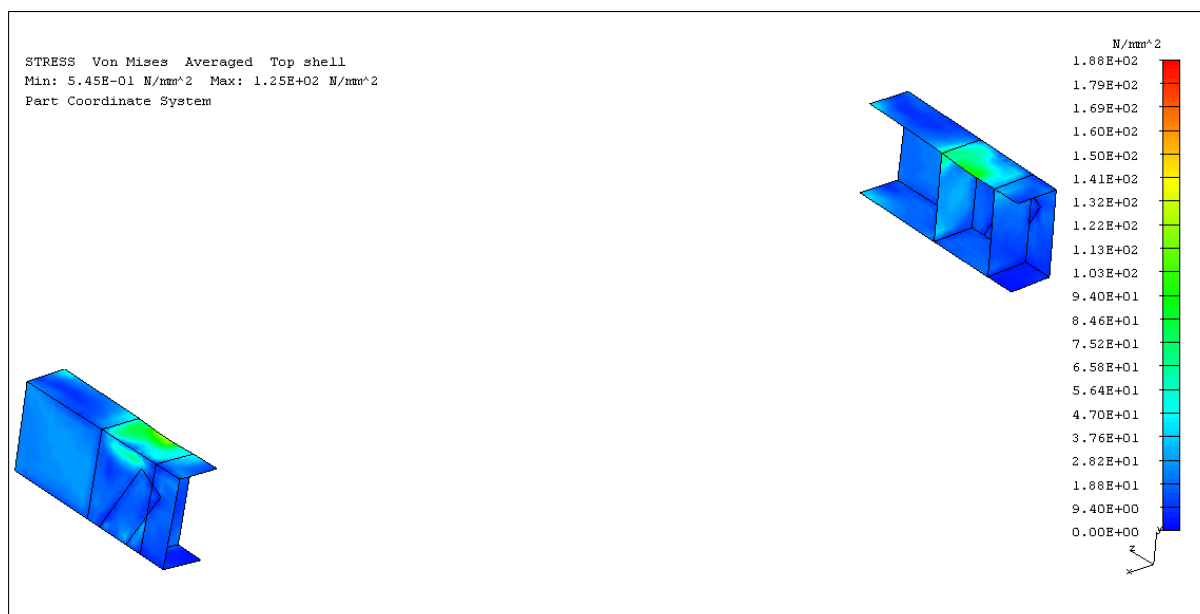 STRESS  Von Mises  Averaged  Top shell
Min: 5.45E-01 N/mm^2  Max: 1.25E+02 N/mm^2
Part Coordinate System
N/mm^2
1.88E+02
1.79E+02
1.69E+02
1.60E+02
1.50E+02
1.41E+02
1.32E+02
1.22E+02
1.13E+02
1.03E+02
9.40E+01
8.46E+01
7.52E+01
6.58E+01
5.64E+01
4.70E+01
3.76E+01
2.82E+01
1.88E+01
9.40E+00
0.00E+00
Y
Z
X